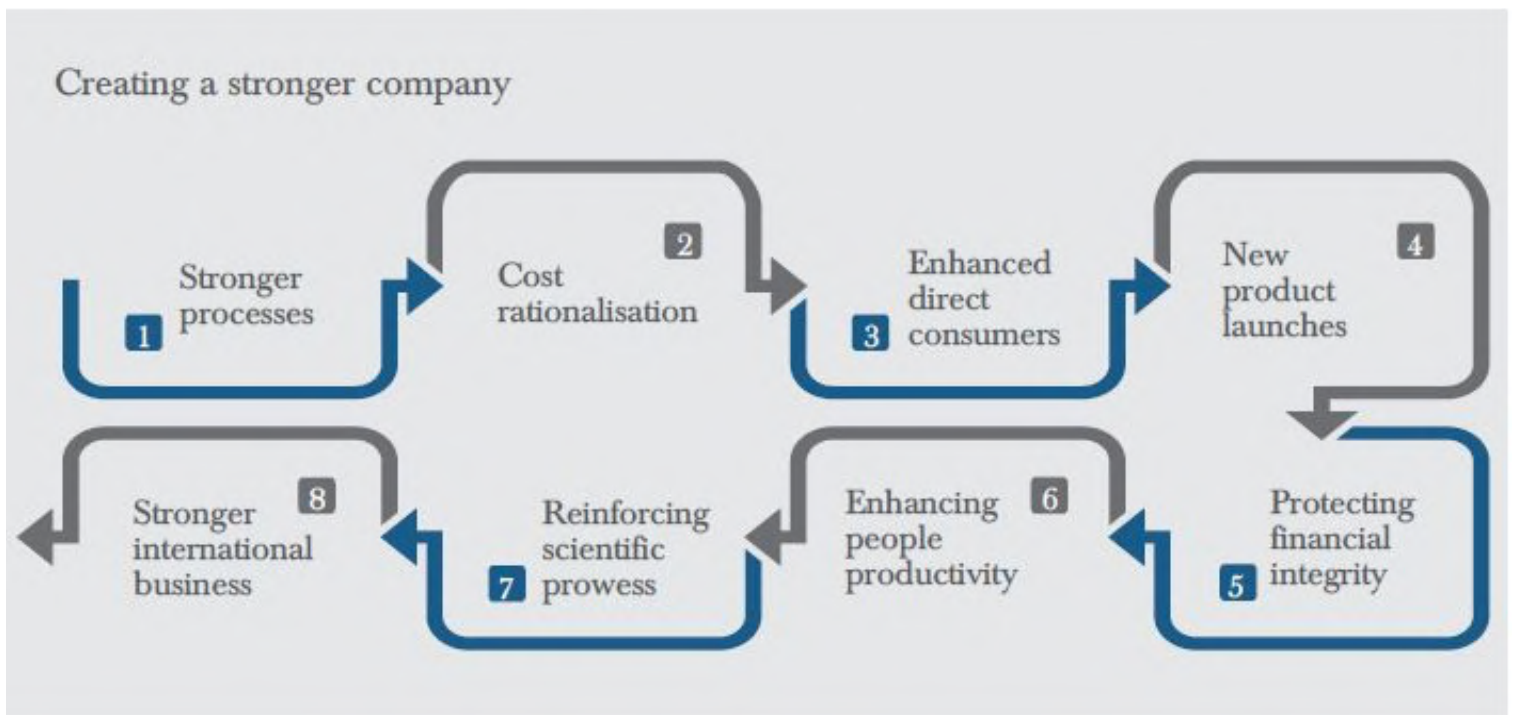 Creating a stronger company
1
Stronger
processes
2
Cost
rationalisation
3
Enhanced
direct
consumers
4
New
product
launches
5
Protecting
financial
integrity
6
Enhancing
people
productivity
7
Reinforcing
scientific
prowess
8
Stronger
international
business